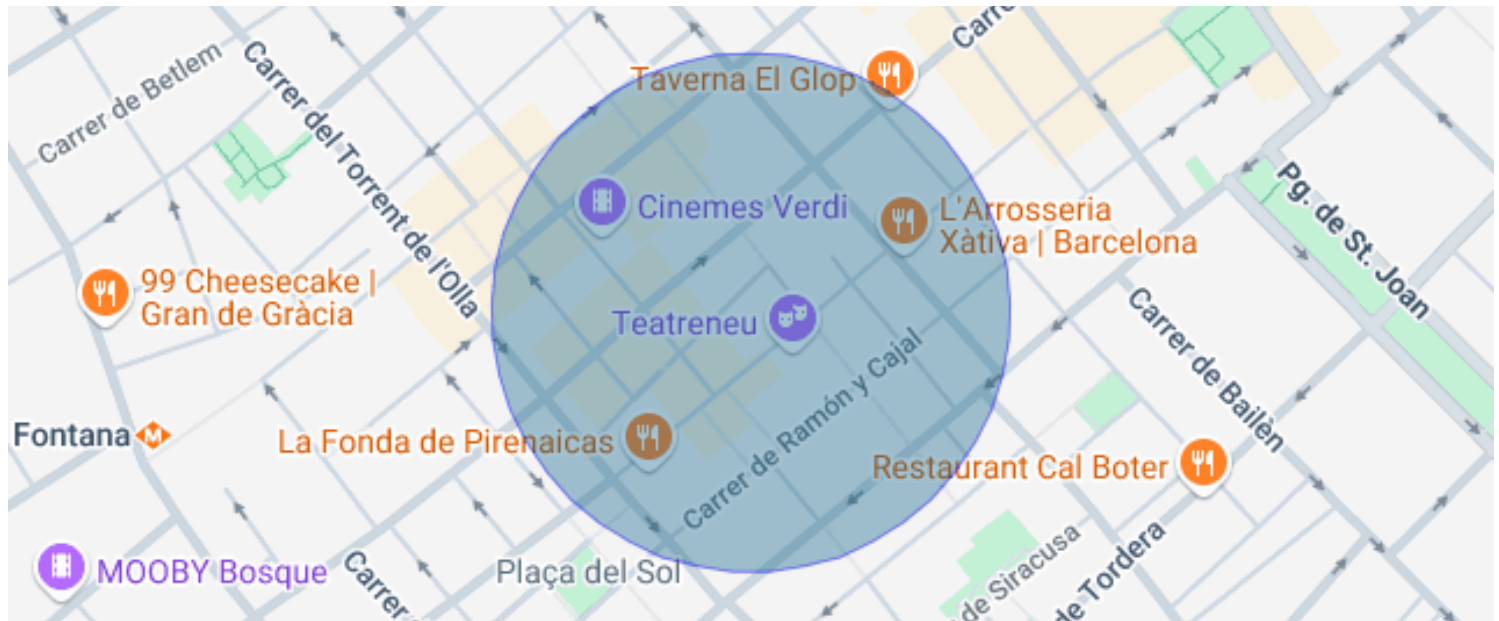 Carre
Carrer de Betlem
Carrer del Torrent de l'Olla
Taverna El Glop
Cinemes Verdi
L'Arrosseria
Xàtiva | Barcelona
Pg. de St. Joan
99 Cheesecake |
Gran de Gràcia
Teatreneu
Carrer de Bailèn
Fontana
M
La Fonda de Pirenaicas
Carrer de Ramón y Cajal
Restaurant Cal Boter
MOOBY Bosque
Carrer
Plaça del Sol
de Siracusa
de Tordera